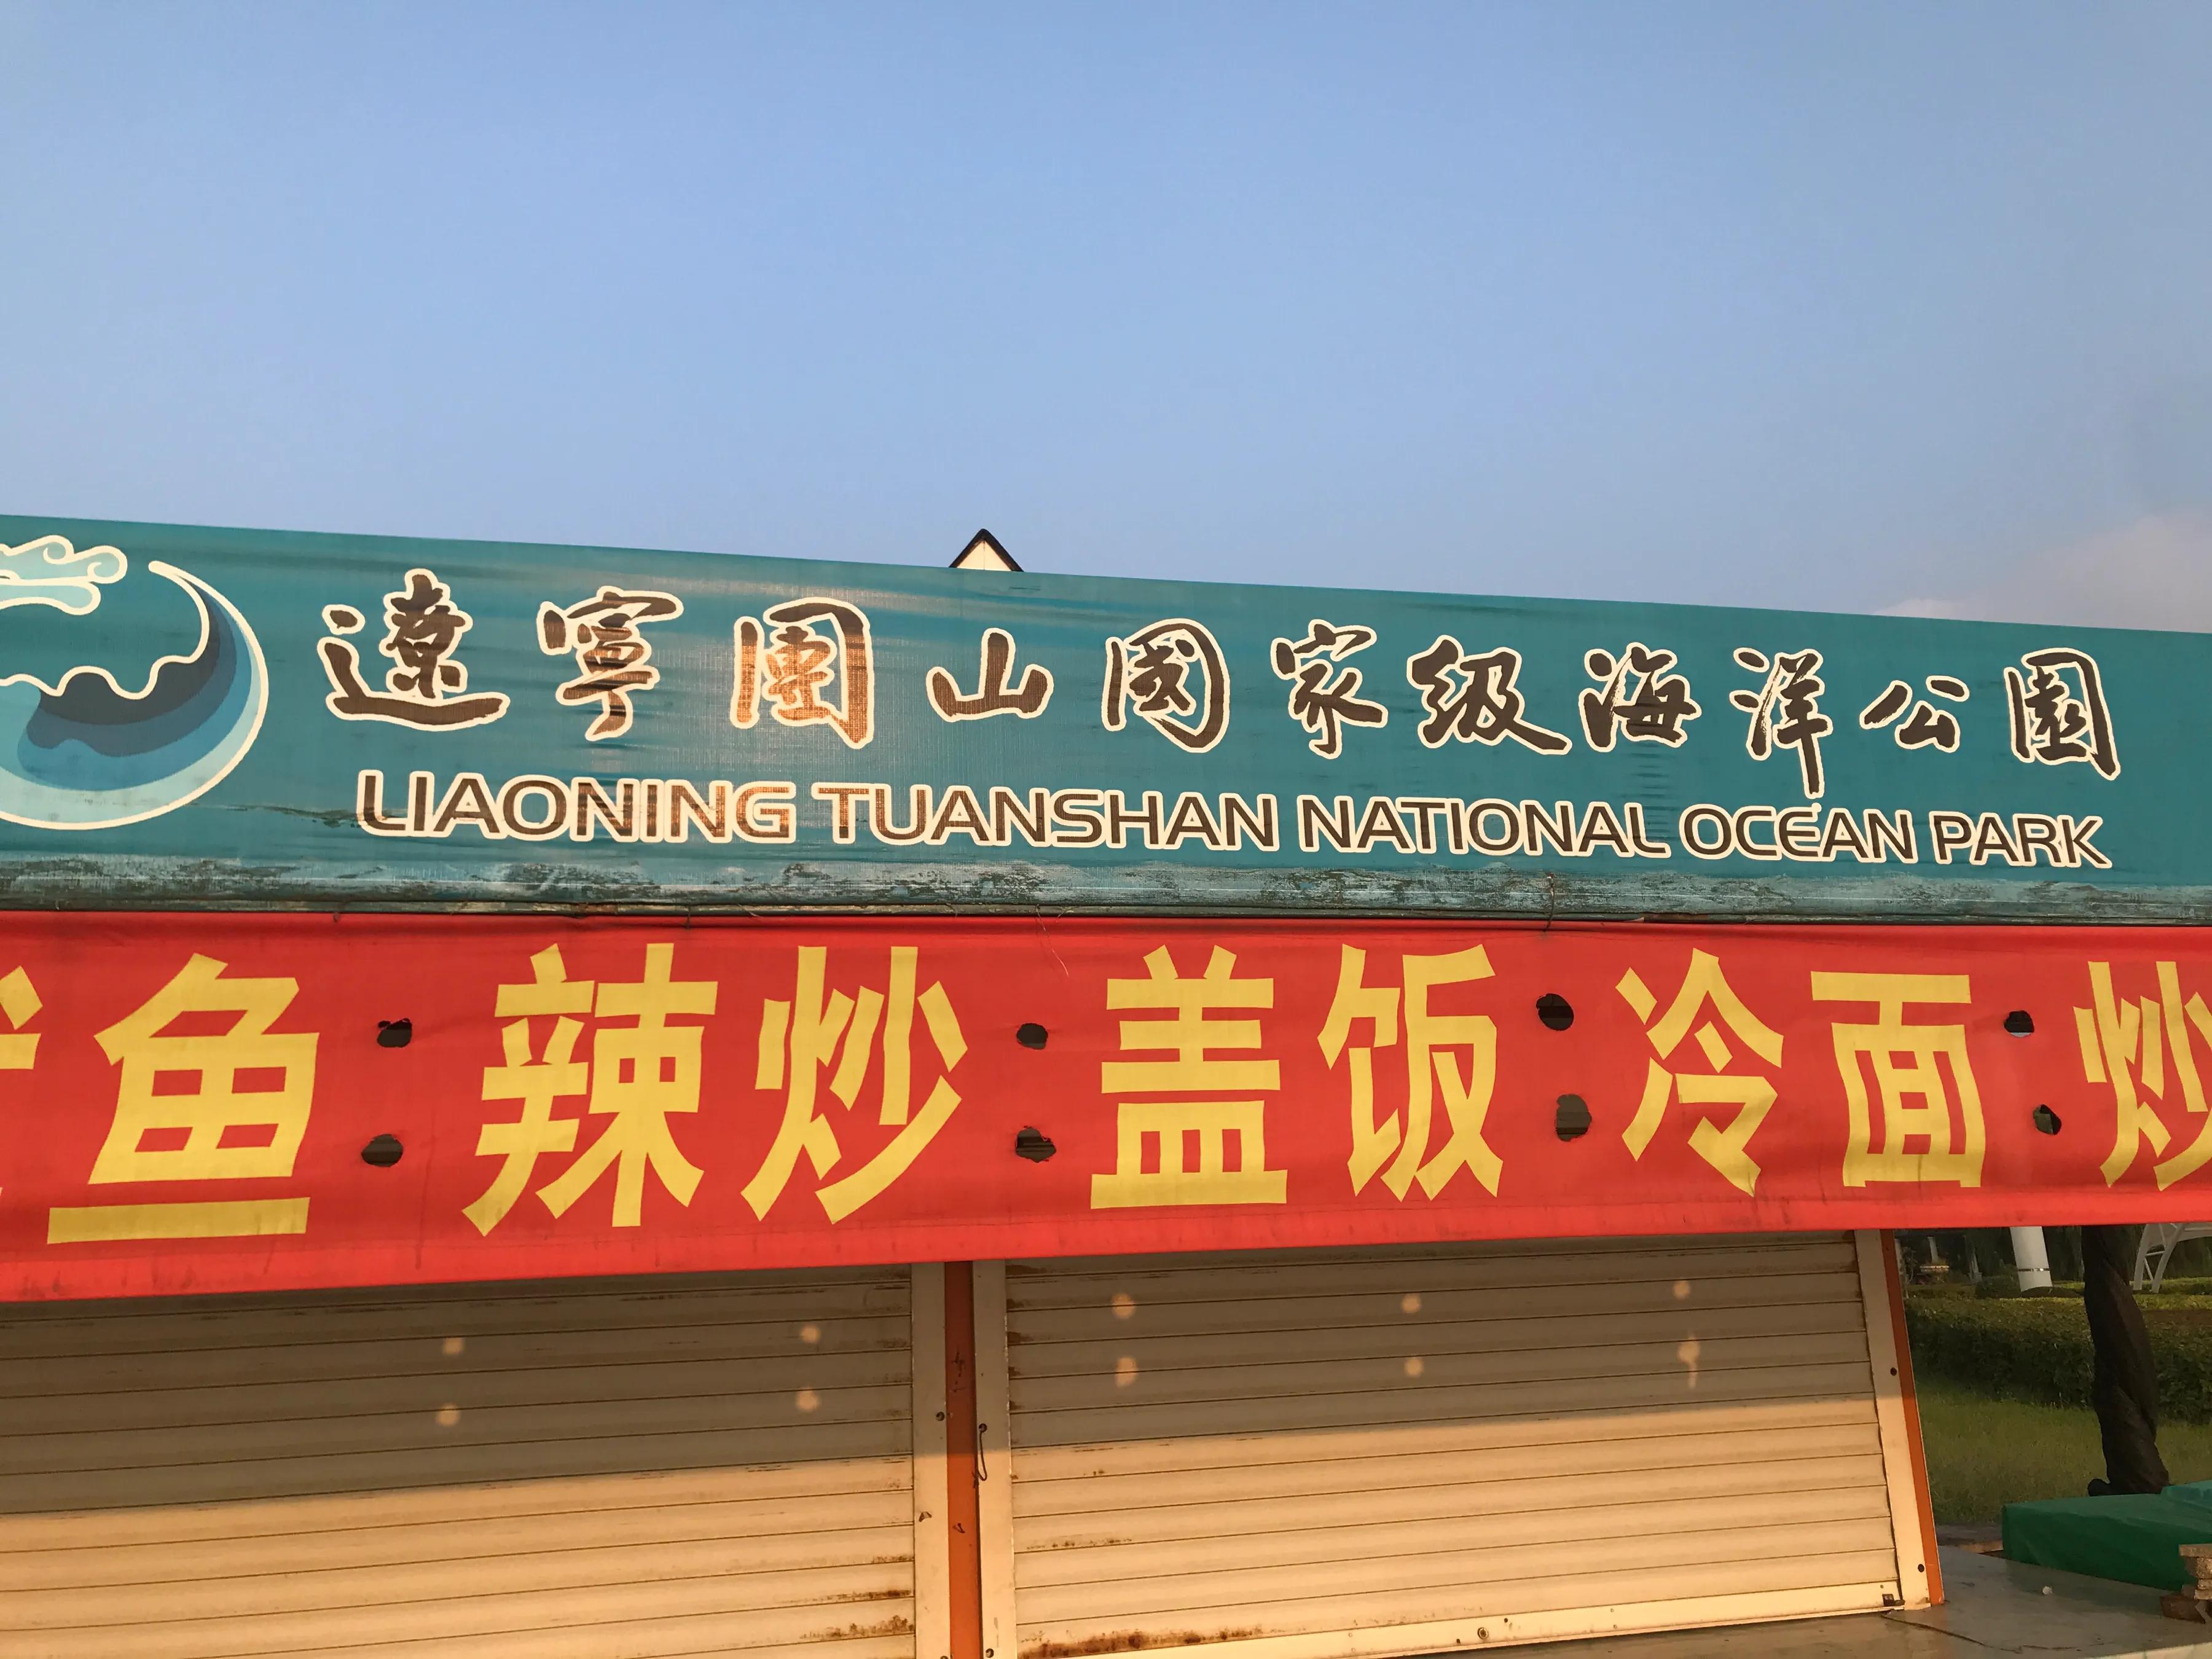 遼寧團山國家级海洋公園
LIAONING TUANSHAN NATIONAL OCEAN PARK
鱼 辣炒 盖饭 冷面 炒